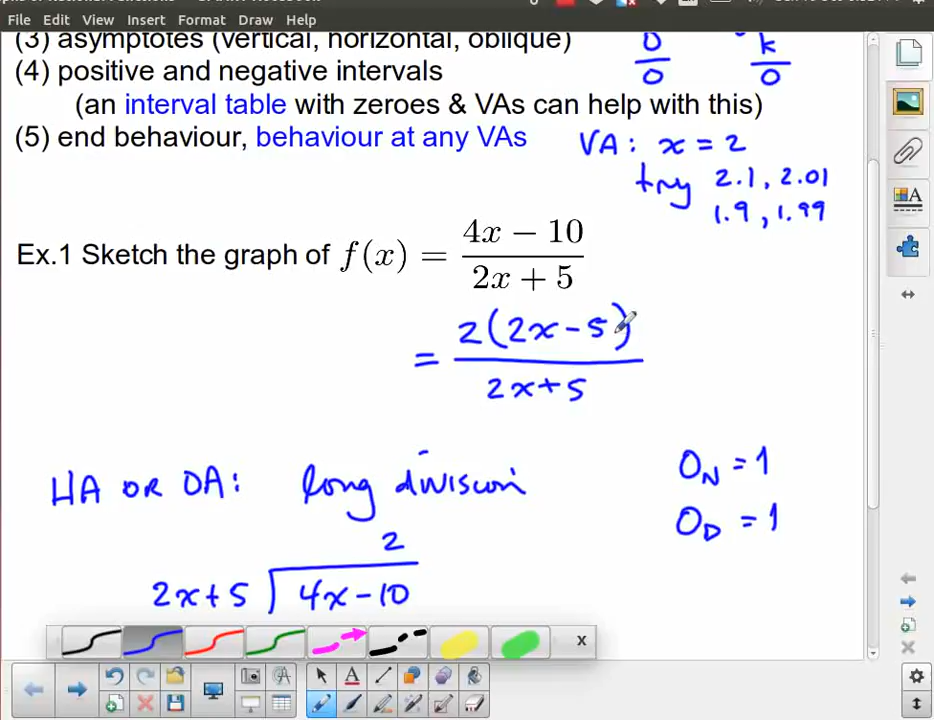 File Edit View Insert Format Draw Help
(3) asymptotes (vertical, horizontal, oblique)
(4) positive and negative intervals
0/0 k/0
(an interval table with zeroes & VAs can help with this)
(5) end behaviour, behaviour at any VAs
VA: x = 2
try 2.1, 2.01
1.9, 1.99
Ex.1 Sketch the graph of f(x) = (4x − 10)/(2x + 5)
= 2(2x-5)/(2x+5)
HA OR OA: long division
O_N = 1
O_D = 1
2
2x+5 4x-10
x
A
A